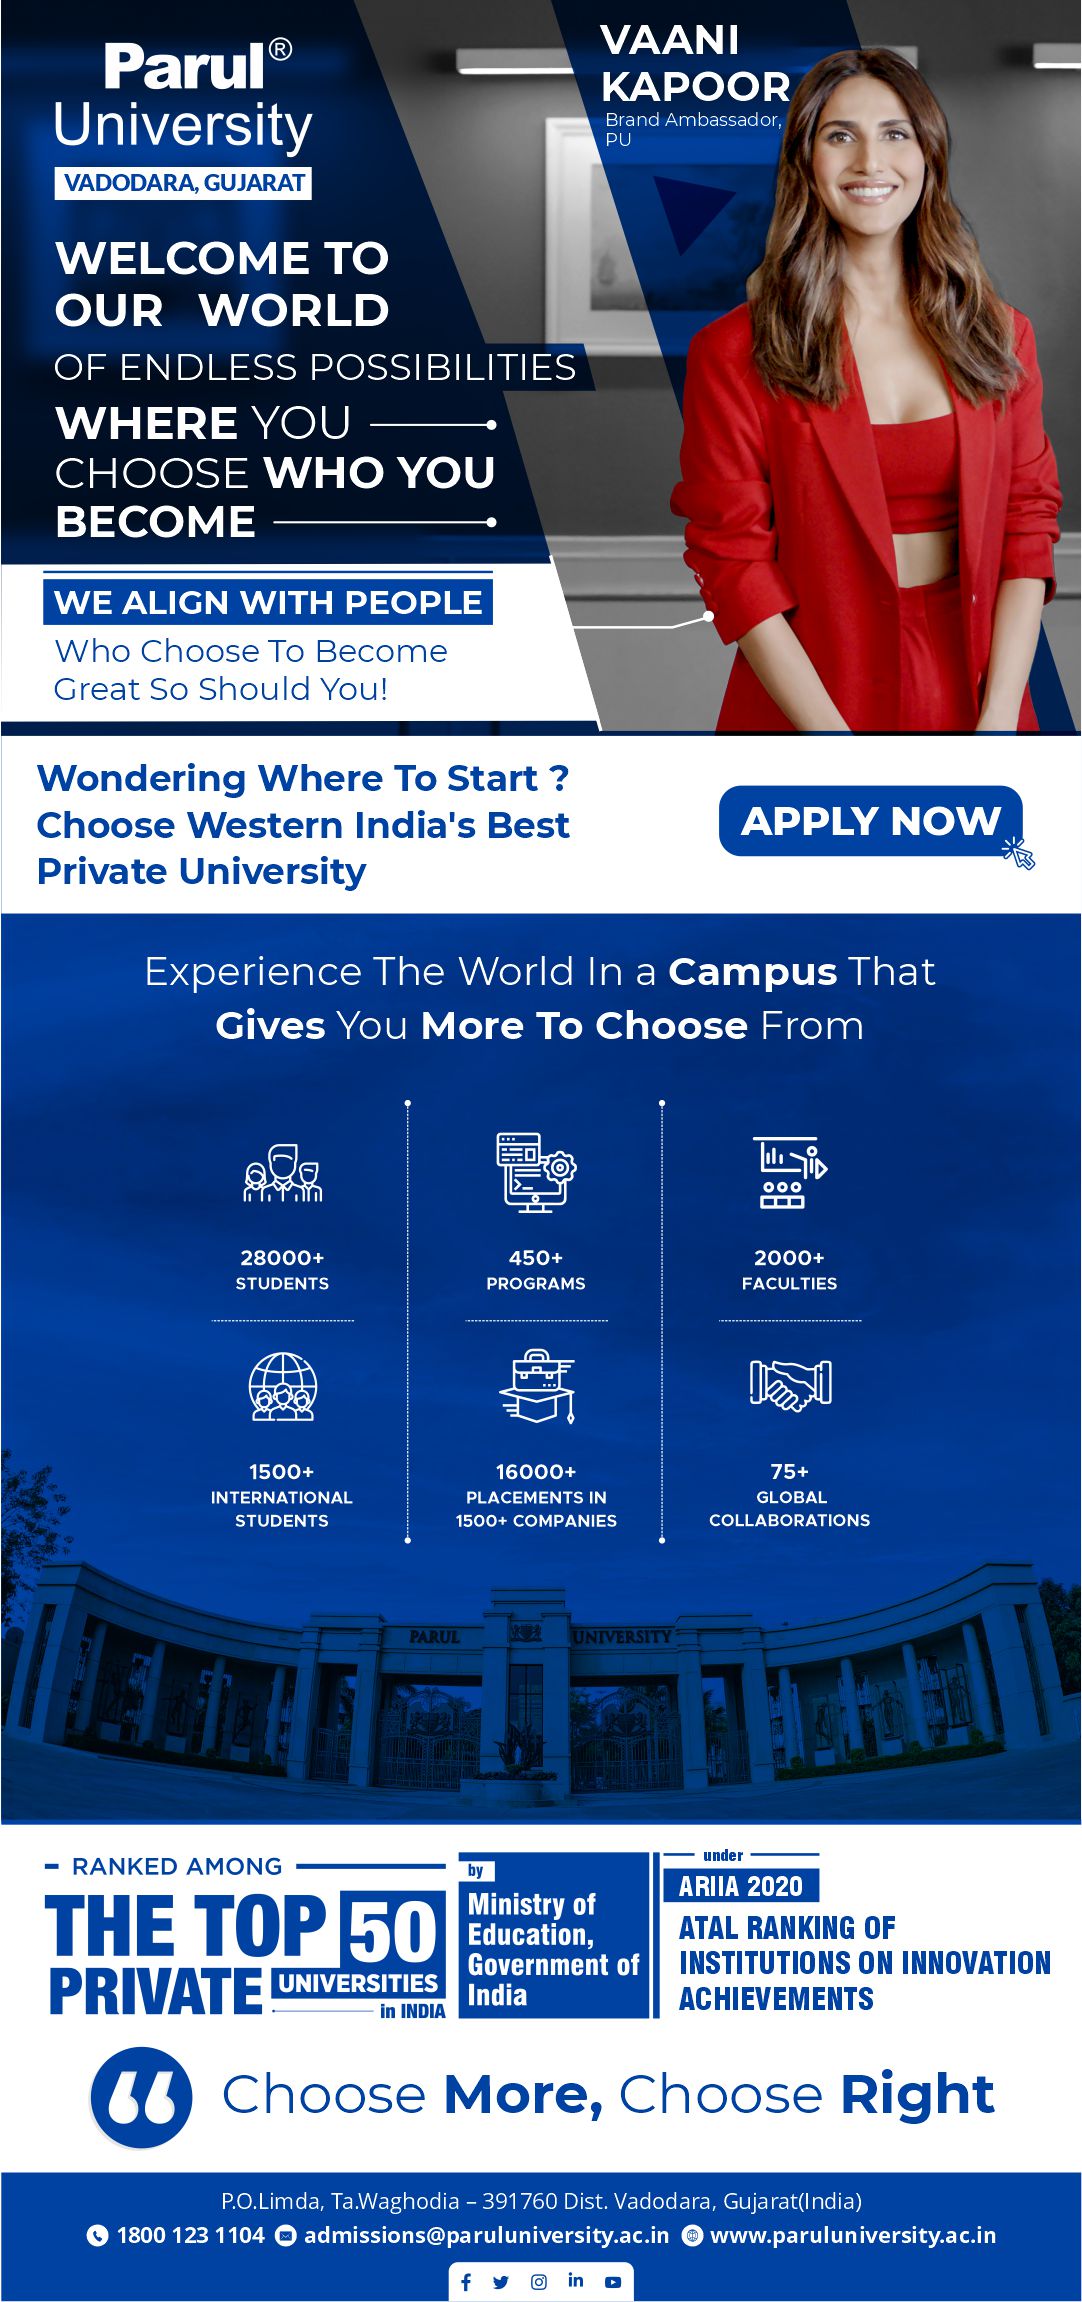 Parul®
University
VADODARA, GUJARAT
VAANI
KAPOOR
Brand Ambassador,
PU
WELCOME TO
OUR WORLD
OF ENDLESS POSSIBILITIES
WHERE YOU
CHOOSE WHO YOU
BECOME
WE ALIGN WITH PEOPLE
Who Choose To Become
Great So Should You!
Wondering Where To Start ?
Choose Western India's Best
Private University
APPLY NOW
Experience The World In a Campus That
Gives You More To Choose From
28000+
STUDENTS
450+
PROGRAMS
2000+
FACULTIES
1500+
INTERNATIONAL
STUDENTS
16000+
PLACEMENTS IN
1500+ COMPANIES
75+
GLOBAL
COLLABORATIONS
PARUL UNIVERSITY
RANKED AMONG
THE TOP 50
PRIVATE UNIVERSITIES
in INDIA
by
Ministry of
Education,
Government of
India
under
ARIIA 2020
ATAL RANKING OF
INSTITUTIONS ON INNOVATION
ACHIEVEMENTS
Choose More, Choose Right
P.O.Limda, Ta.Waghodia – 391760 Dist. Vadodara, Gujarat(India)
1800 123 1104 admissions@paruluniversity.ac.in www.paruluniversity.ac.in